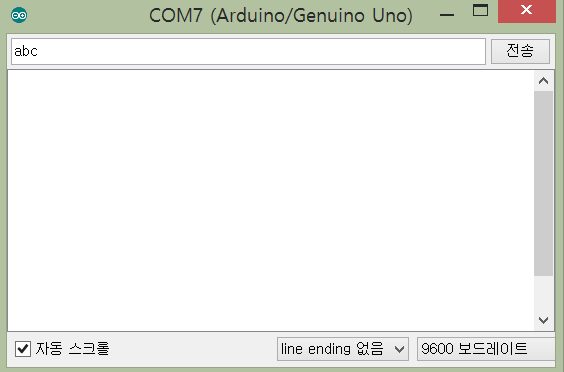 COM7 (Arduino/Genuino Uno)
abc 전송
자동 스크롤 line ending 없음 9600 보드레이트